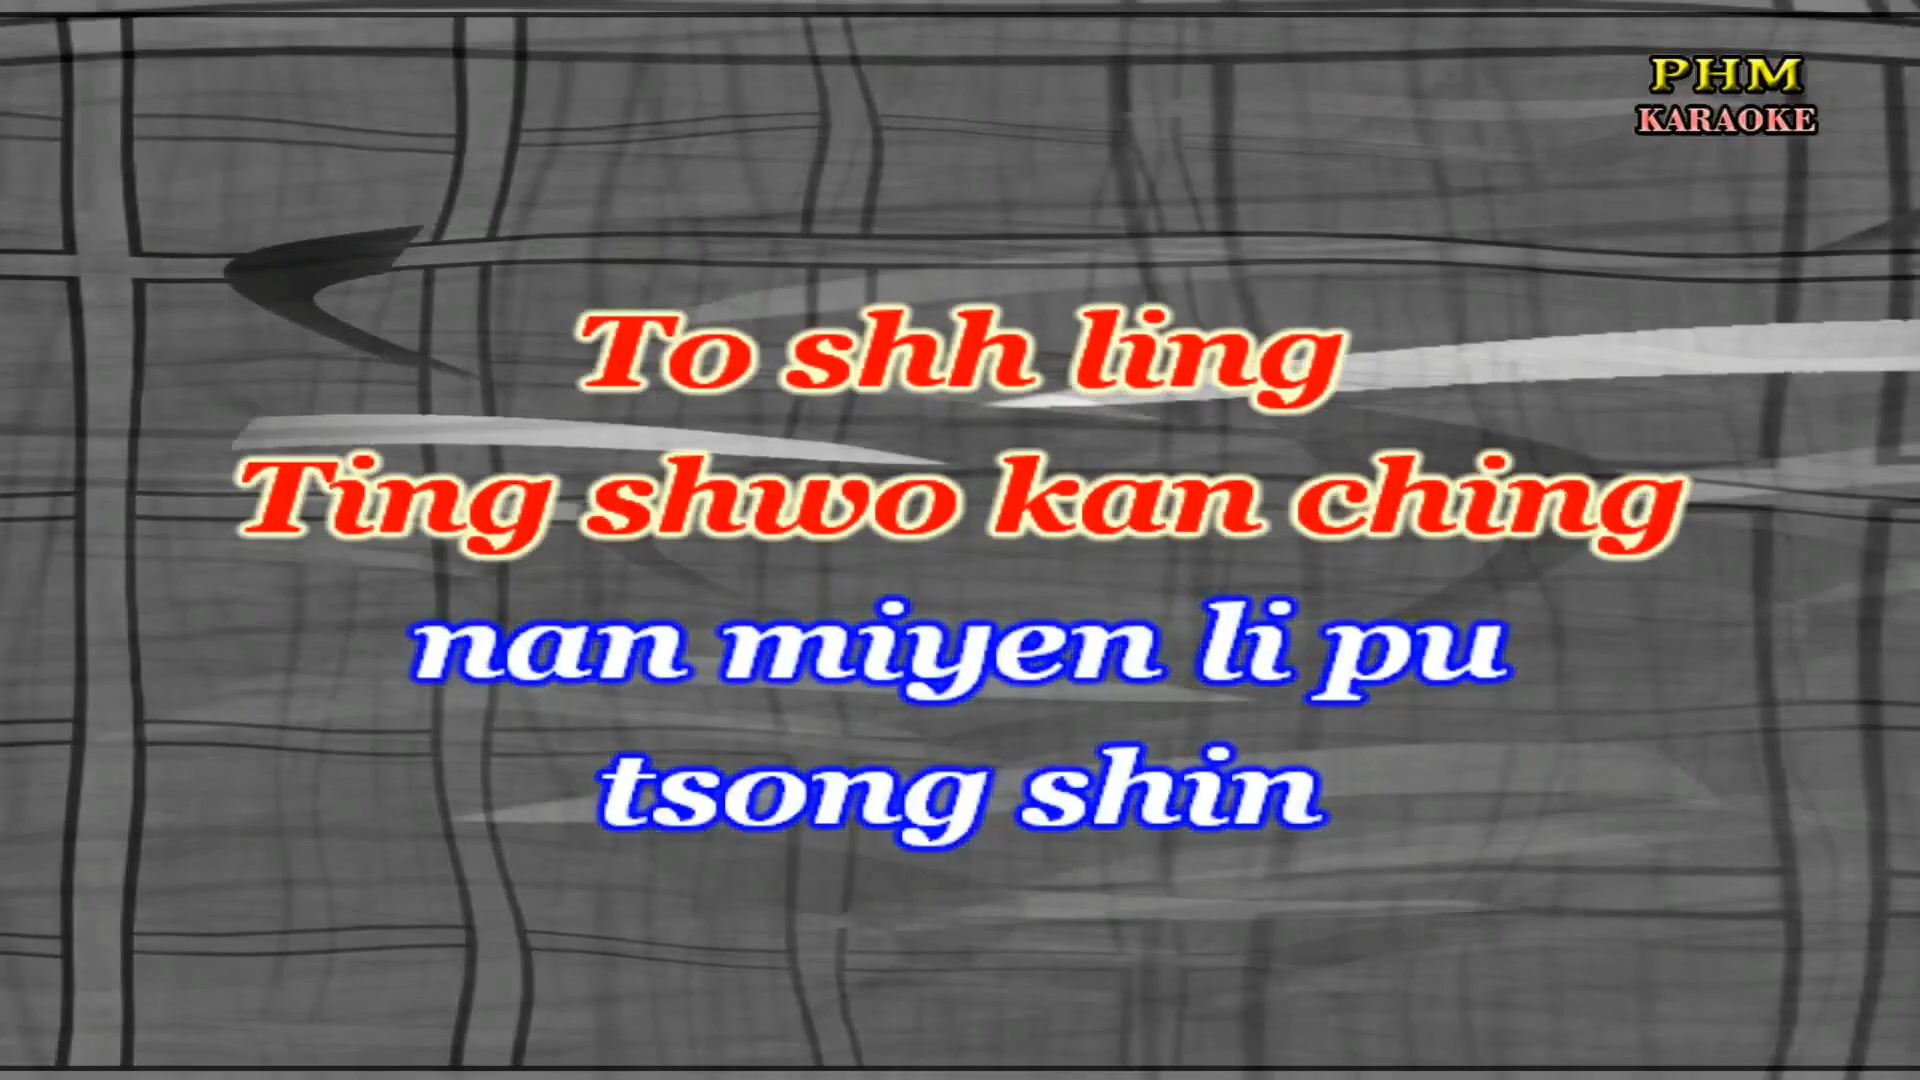 PHM
KARAOKE
To shh ling
Ting shwo kan ching
nan miyen li pu
tsong shin